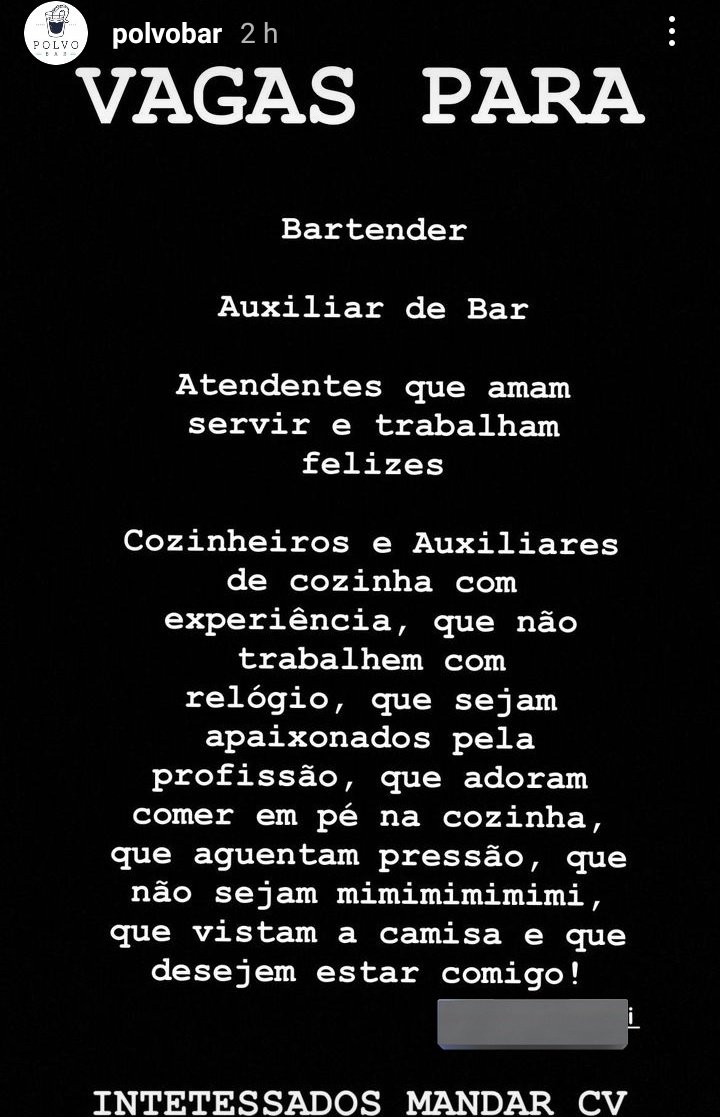 POLVO
BAR
polvobar 2 h
VAGAS PARA
Bartender
Auxiliar de Bar
Atendentes que amam
servir e trabalham
felizes
Cozinheiros e Auxiliares
de cozinha com
experiência, que não
trabalhem com
relógio, que sejam
apaixonados pela
profissão, que adoram
comer em pé na cozinha,
que aguentam pressão, que
não sejam mimimimimimi,
que vistam a camisa e que
desejem estar comigo!
i
INTETESSADOS MANDAR CV